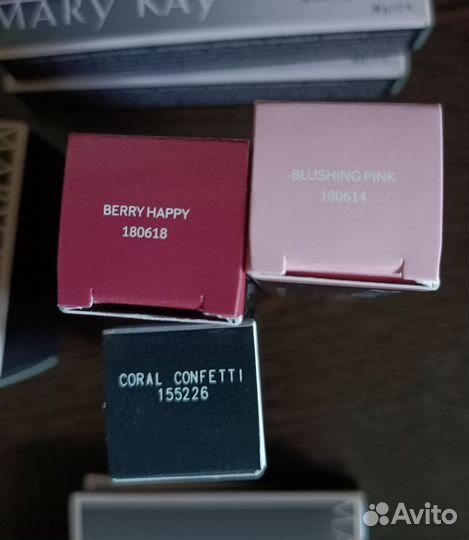 MARY KAY
BERRY HAPPY
180618
BLUSHING PINK
180614
CORAL CONFETTI
155226
Avito